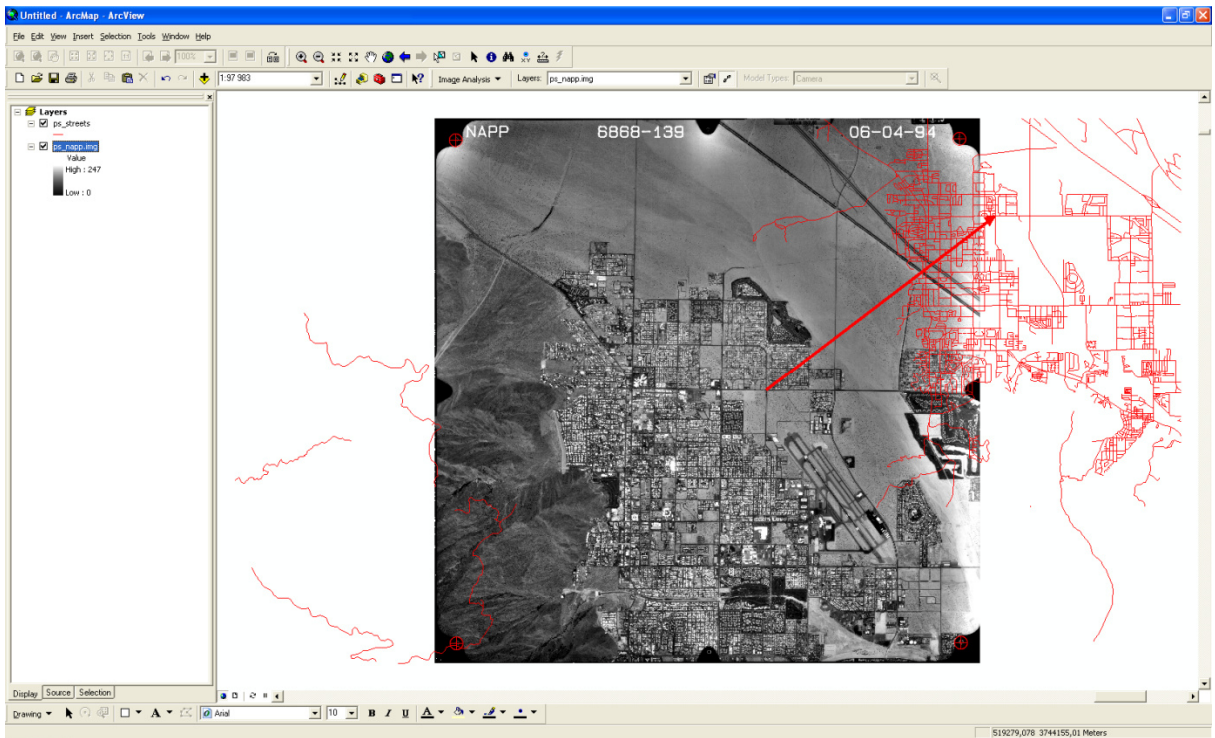 Untitled - ArcMap - ArcView
File Edit View Insert Selection Tools Window Help
100%
1:97 983
Image Analysis
Layers: ps_napp.img
Model Types: Camera
Layers
ps_streets
ps_napp.img
Value
High : 247
Low : 0
NAPP 6868-139 06-04-94
Display Source Selection
Drawing A Arial 10 B I U A
519279,078 3744155,01 Meters